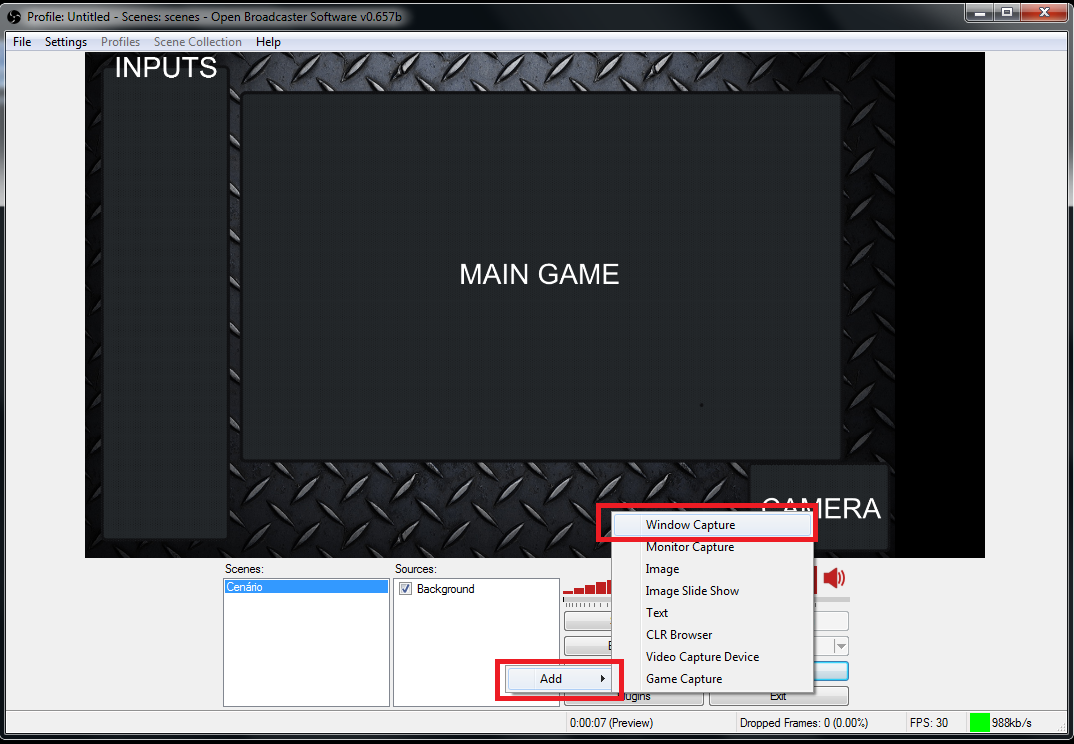 Profile: Untitled - Scenes: scenes - Open Broadcaster Software v0.657b
File Settings Profiles Scene Collection Help
INPUTS
MAIN GAME
CAMERA
Window Capture
Monitor Capture
Image
Image Slide Show
Text
CLR Browser
Video Capture Device
Game Capture
Scenes:
Cenário
Sources:
Background
Add
Exit
0:00:07 (Preview)
Dropped Frames: 0 (0.00%)
FPS: 30
988kb/s